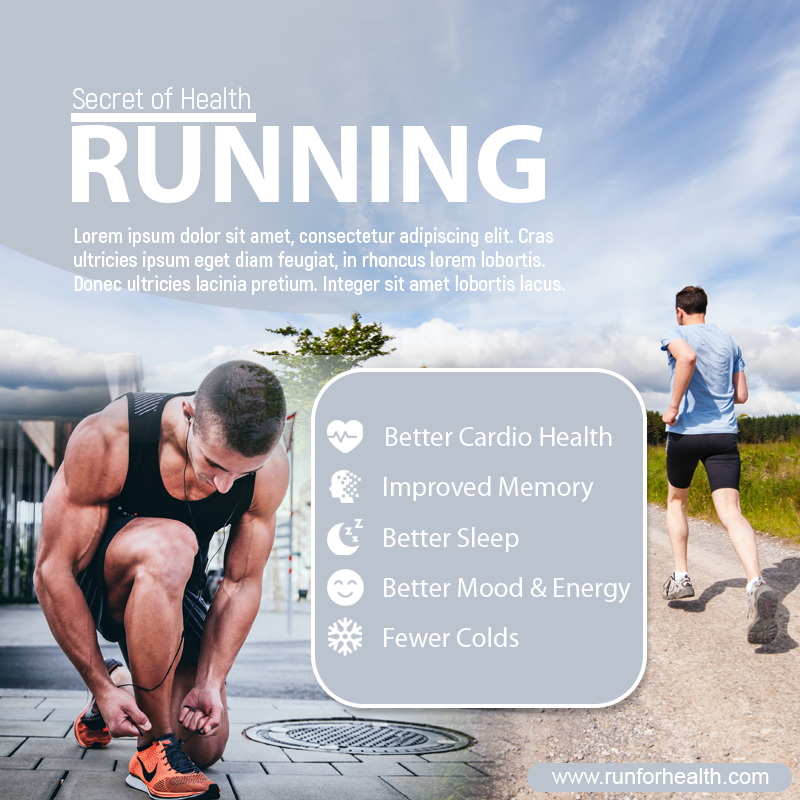 Secret of Health
RUNNING
Lorem ipsum dolor sit amet, consectetur adipiscing elit. Cras
ultricies ipsum eget diam feugiat, in rhoncus lorem lobortis.
Donec ultricies lacinia pretium. Integer sit amet lobortis lacus.
Better Cardio Health
Improved Memory
Better Sleep
Better Mood & Energy
Fewer Colds
www.runforhealth.com